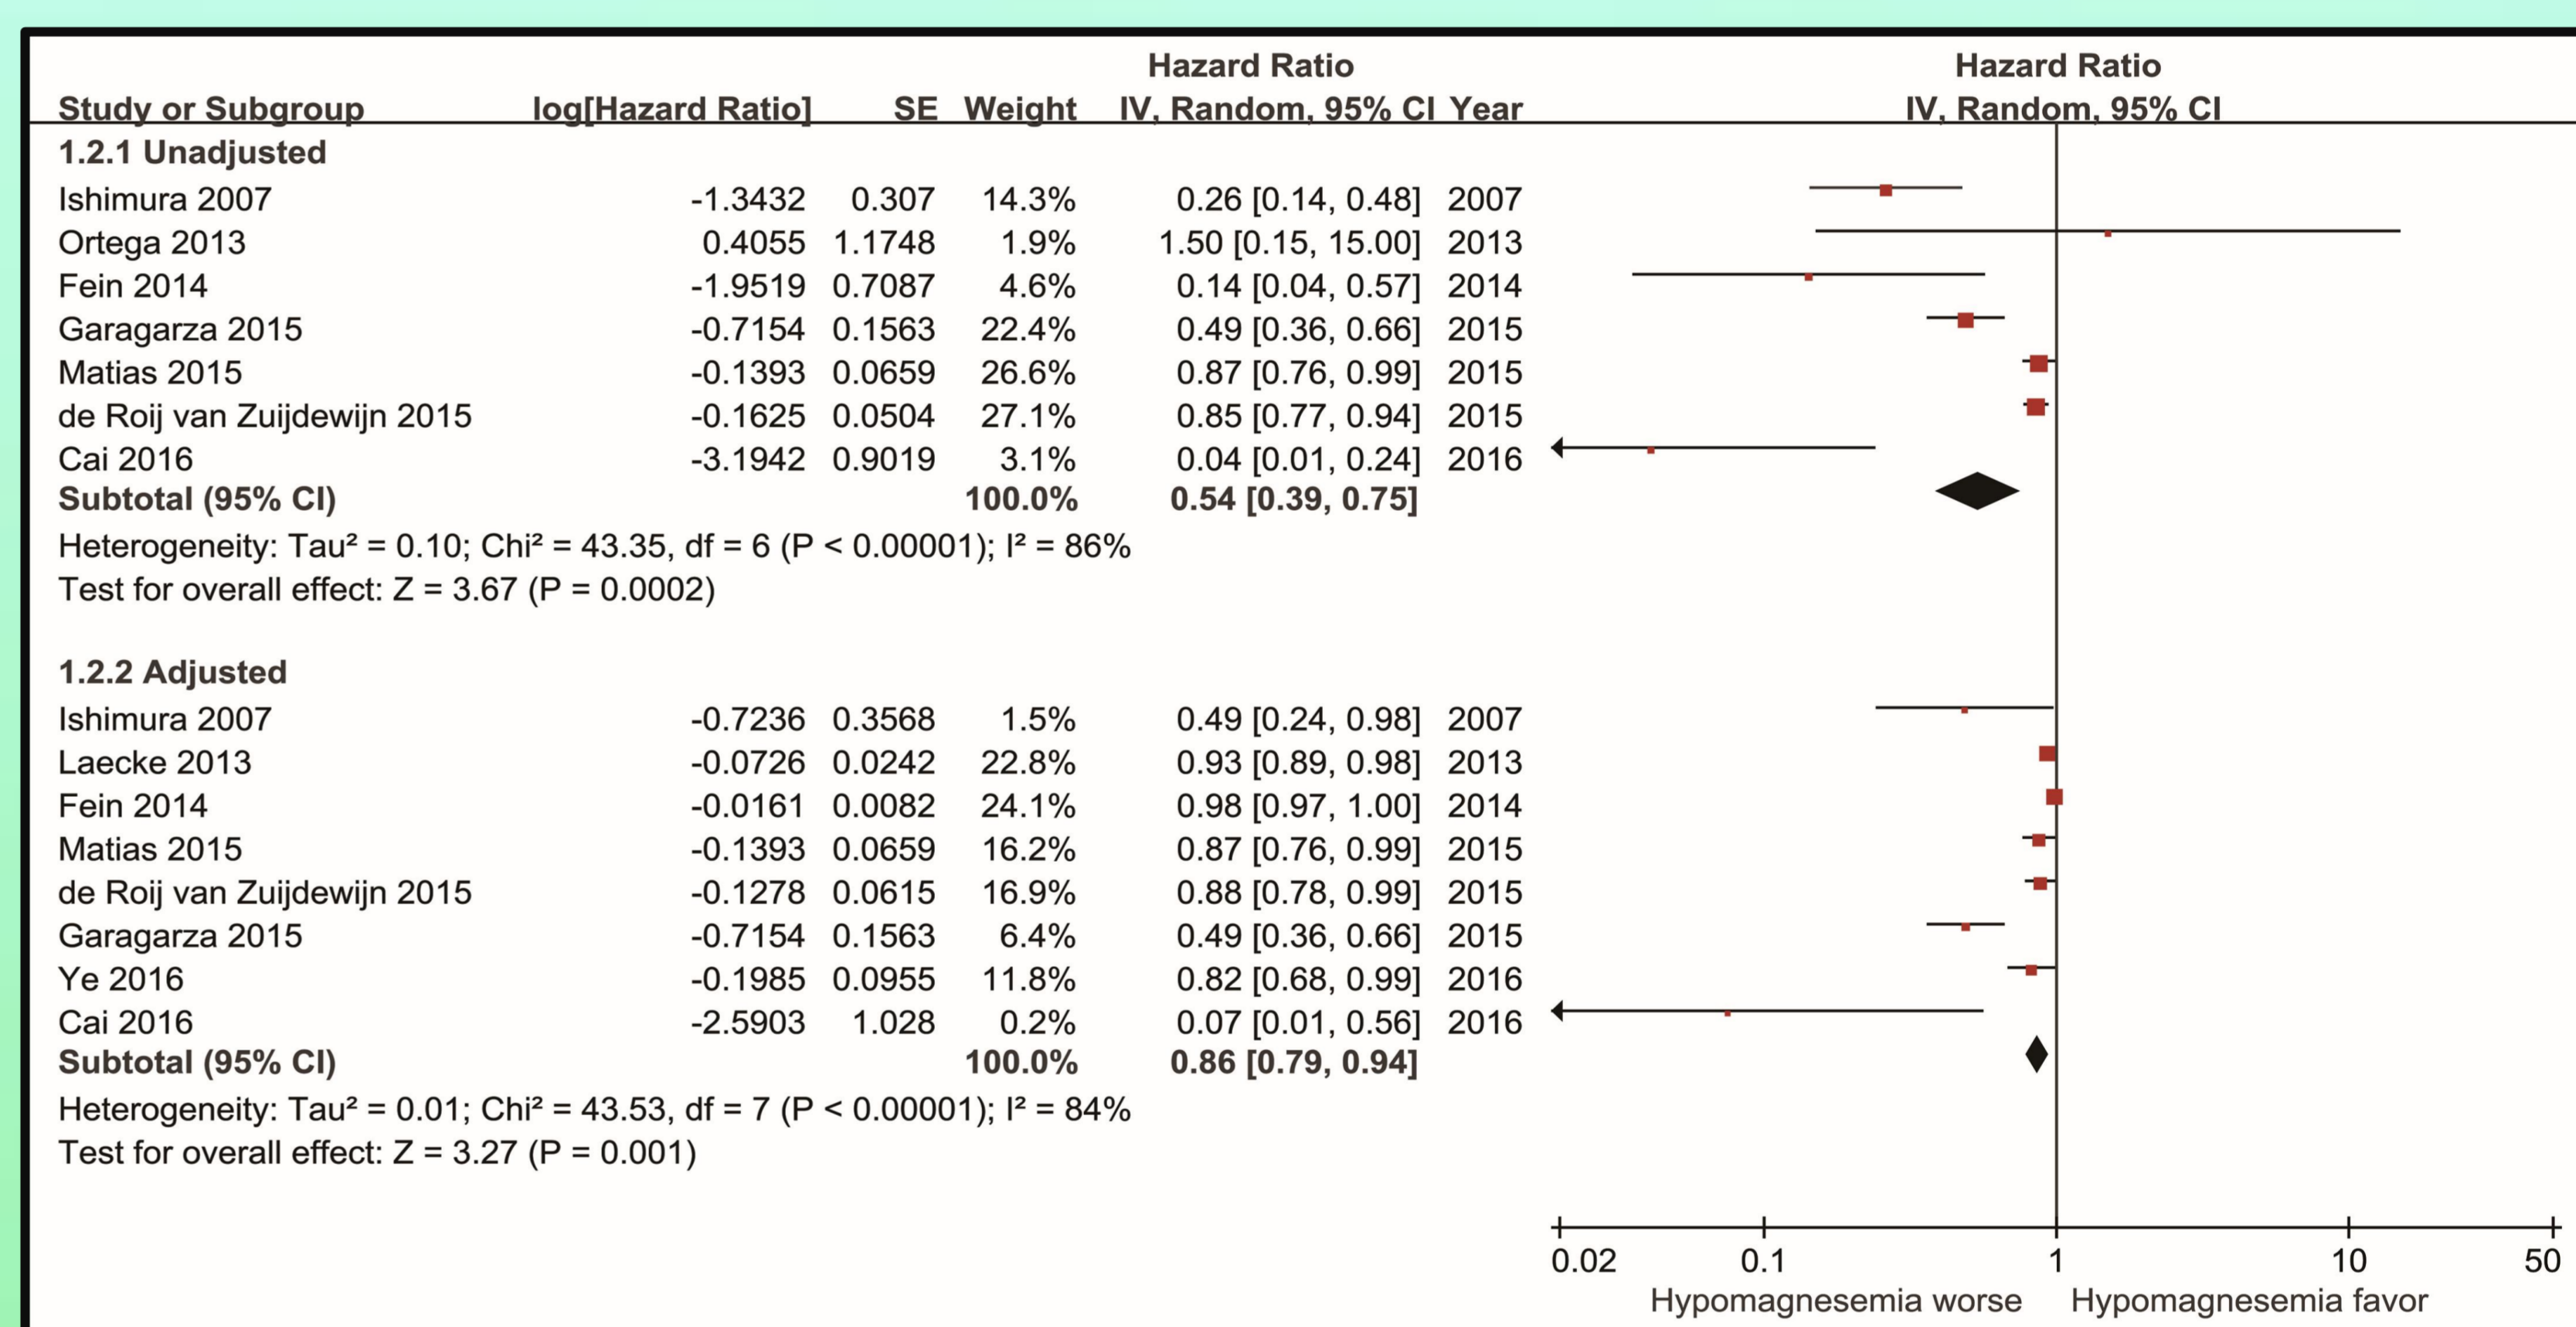 Hazard Ratio Hazard Ratio
Study or Subgroup log[Hazard Ratio] SE Weight IV, Random, 95% CI Year IV, Random, 95% CI
1.2.1 Unadjusted
Ishimura 2007 -1.3432 0.307 14.3% 0.26 [0.14, 0.48] 2007
Ortega 2013 0.4055 1.1748 1.9% 1.50 [0.15, 15.00] 2013
Fein 2014 -1.9519 0.7087 4.6% 0.14 [0.04, 0.57] 2014
Garagarza 2015 -0.7154 0.1563 22.4% 0.49 [0.36, 0.66] 2015
Matias 2015 -0.1393 0.0659 26.6% 0.87 [0.76, 0.99] 2015
de Roij van Zuijdewijn 2015 -0.1625 0.0504 27.1% 0.85 [0.77, 0.94] 2015
Cai 2016 -3.1942 0.9019 3.1% 0.04 [0.01, 0.24] 2016
Subtotal (95% CI) 100.0% 0.54 [0.39, 0.75]
Heterogeneity: Tau² = 0.10; Chi² = 43.35, df = 6 (P < 0.00001); I² = 86%
Test for overall effect: Z = 3.67 (P = 0.0002)
1.2.2 Adjusted
Ishimura 2007 -0.7236 0.3568 1.5% 0.49 [0.24, 0.98] 2007
Laecke 2013 -0.0726 0.0242 22.8% 0.93 [0.89, 0.98] 2013
Fein 2014 -0.0161 0.0082 24.1% 0.98 [0.97, 1.00] 2014
Matias 2015 -0.1393 0.0659 16.2% 0.87 [0.76, 0.99] 2015
de Roij van Zuijdewijn 2015 -0.1278 0.0615 16.9% 0.88 [0.78, 0.99] 2015
Garagarza 2015 -0.7154 0.1563 6.4% 0.49 [0.36, 0.66] 2015
Ye 2016 -0.1985 0.0955 11.8% 0.82 [0.68, 0.99] 2016
Cai 2016 -2.5903 1.028 0.2% 0.07 [0.01, 0.56] 2016
Subtotal (95% CI) 100.0% 0.86 [0.79, 0.94]
Heterogeneity: Tau² = 0.01; Chi² = 43.53, df = 7 (P < 0.00001); I² = 84%
Test for overall effect: Z = 3.27 (P = 0.001)
0.02 0.1 1 10 50
Hypomagnesemia worse Hypomagnesemia favor